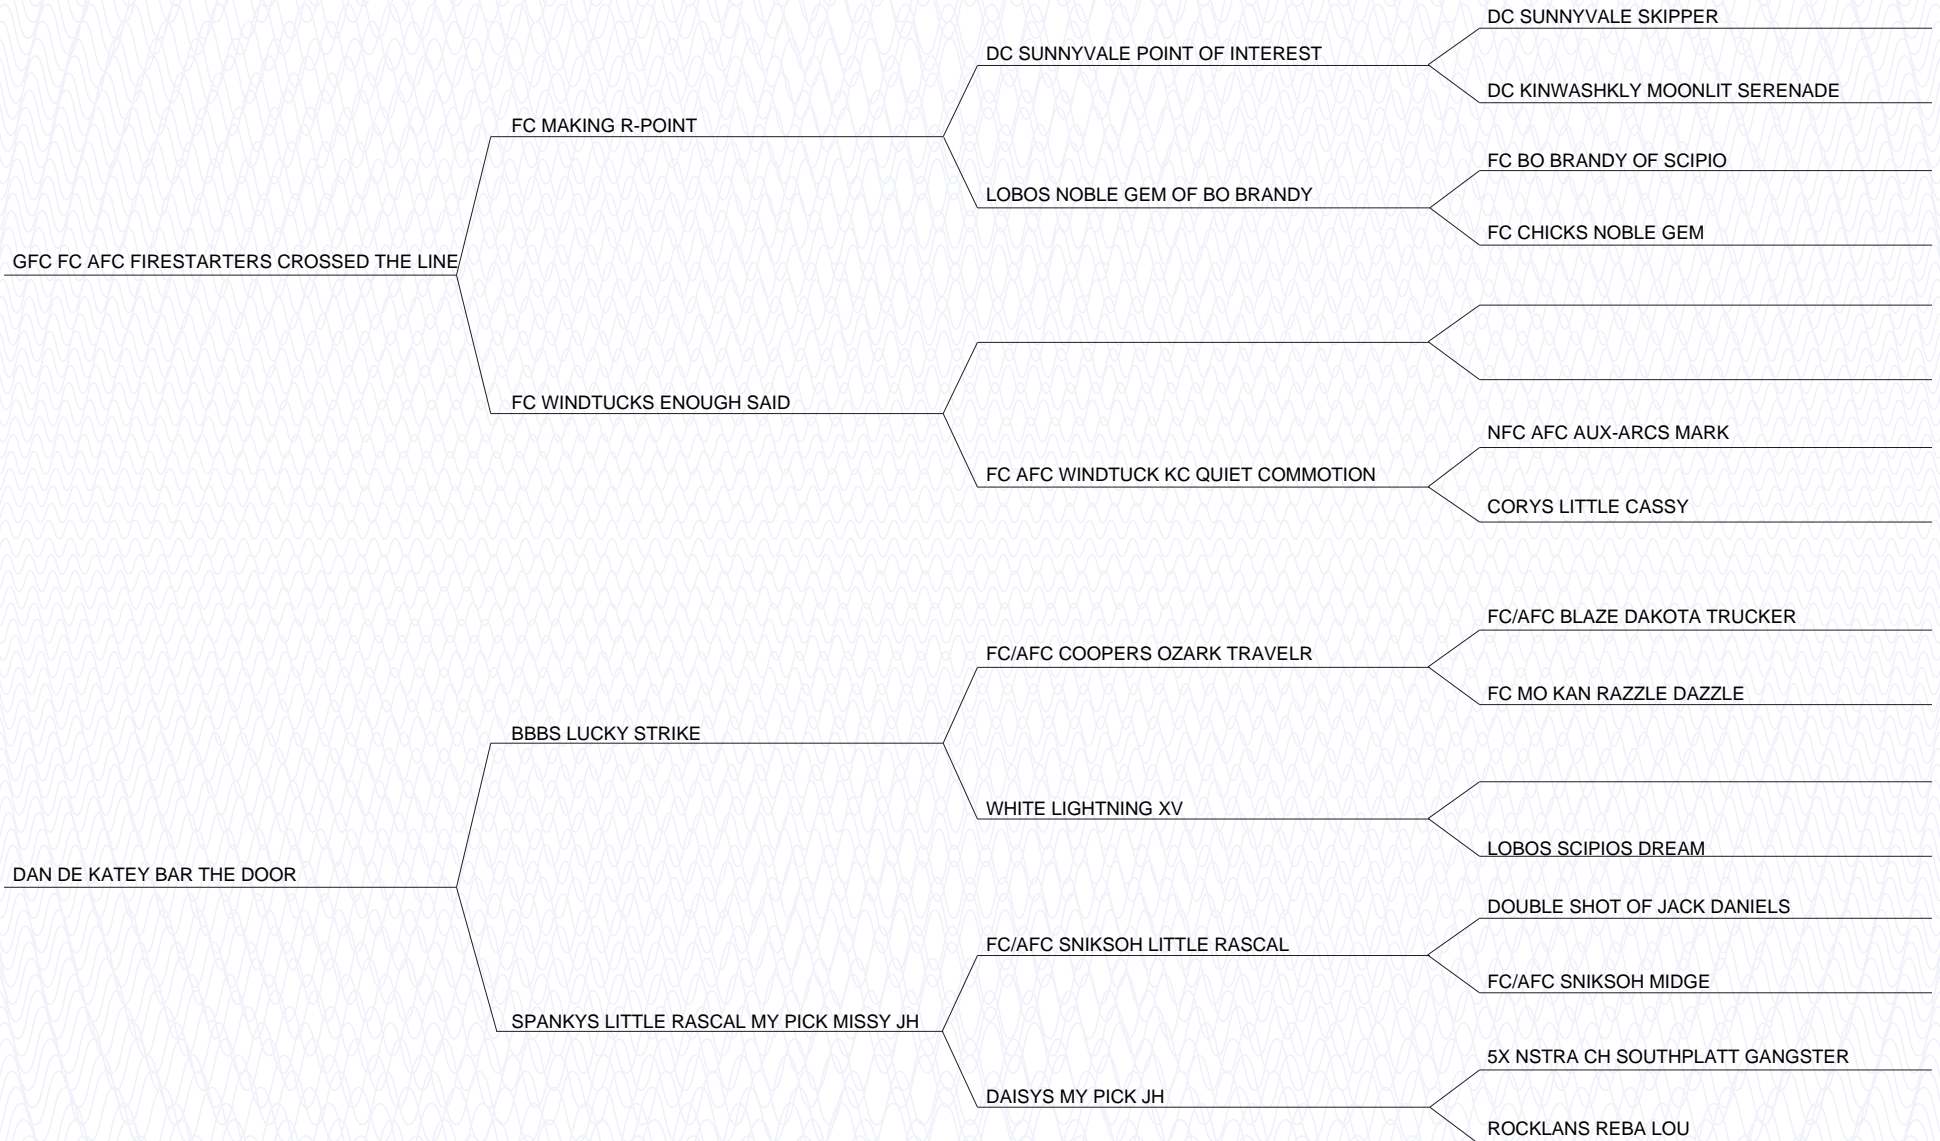 DC SUNNYVALE SKIPPER
DC SUNNYVALE POINT OF INTEREST
DC KINWASHKLY MOONLIT SERENADE
FC MAKING R-POINT
FC BO BRANDY OF SCIPIO
LOBOS NOBLE GEM OF BO BRANDY
FC CHICKS NOBLE GEM
GFC FC AFC FIRESTARTERS CROSSED THE LINE
FC WINDTUCKS ENOUGH SAID
NFC AFC AUX-ARCS MARK
FC AFC WINDTUCK KC QUIET COMMOTION
CORYS LITTLE CASSY
FC/AFC BLAZE DAKOTA TRUCKER
FC/AFC COOPERS OZARK TRAVELR
FC MO KAN RAZZLE DAZZLE
BBBS LUCKY STRIKE
WHITE LIGHTNING XV
LOBOS SCIPIOS DREAM
DAN DE KATEY BAR THE DOOR
DOUBLE SHOT OF JACK DANIELS
FC/AFC SNIKSOH LITTLE RASCAL
FC/AFC SNIKSOH MIDGE
SPANKYS LITTLE RASCAL MY PICK MISSY JH
5X NSTRA CH SOUTHPLATT GANGSTER
DAISYS MY PICK JH
ROCKLANS REBA LOU